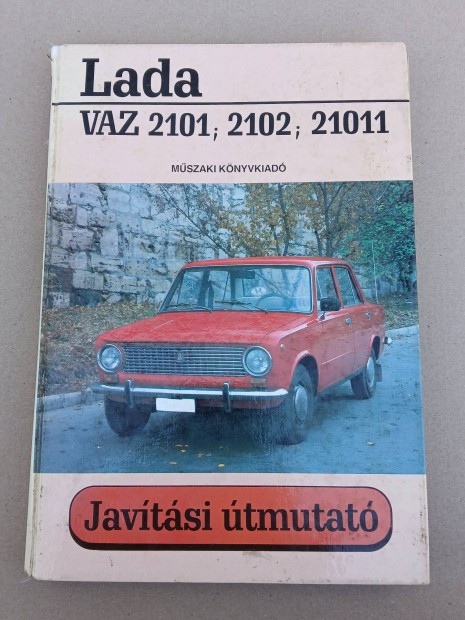 Lada
VAZ 2101; 2102; 21011
MŰSZAKI KÖNYVKIADÓ
Javítási útmutató